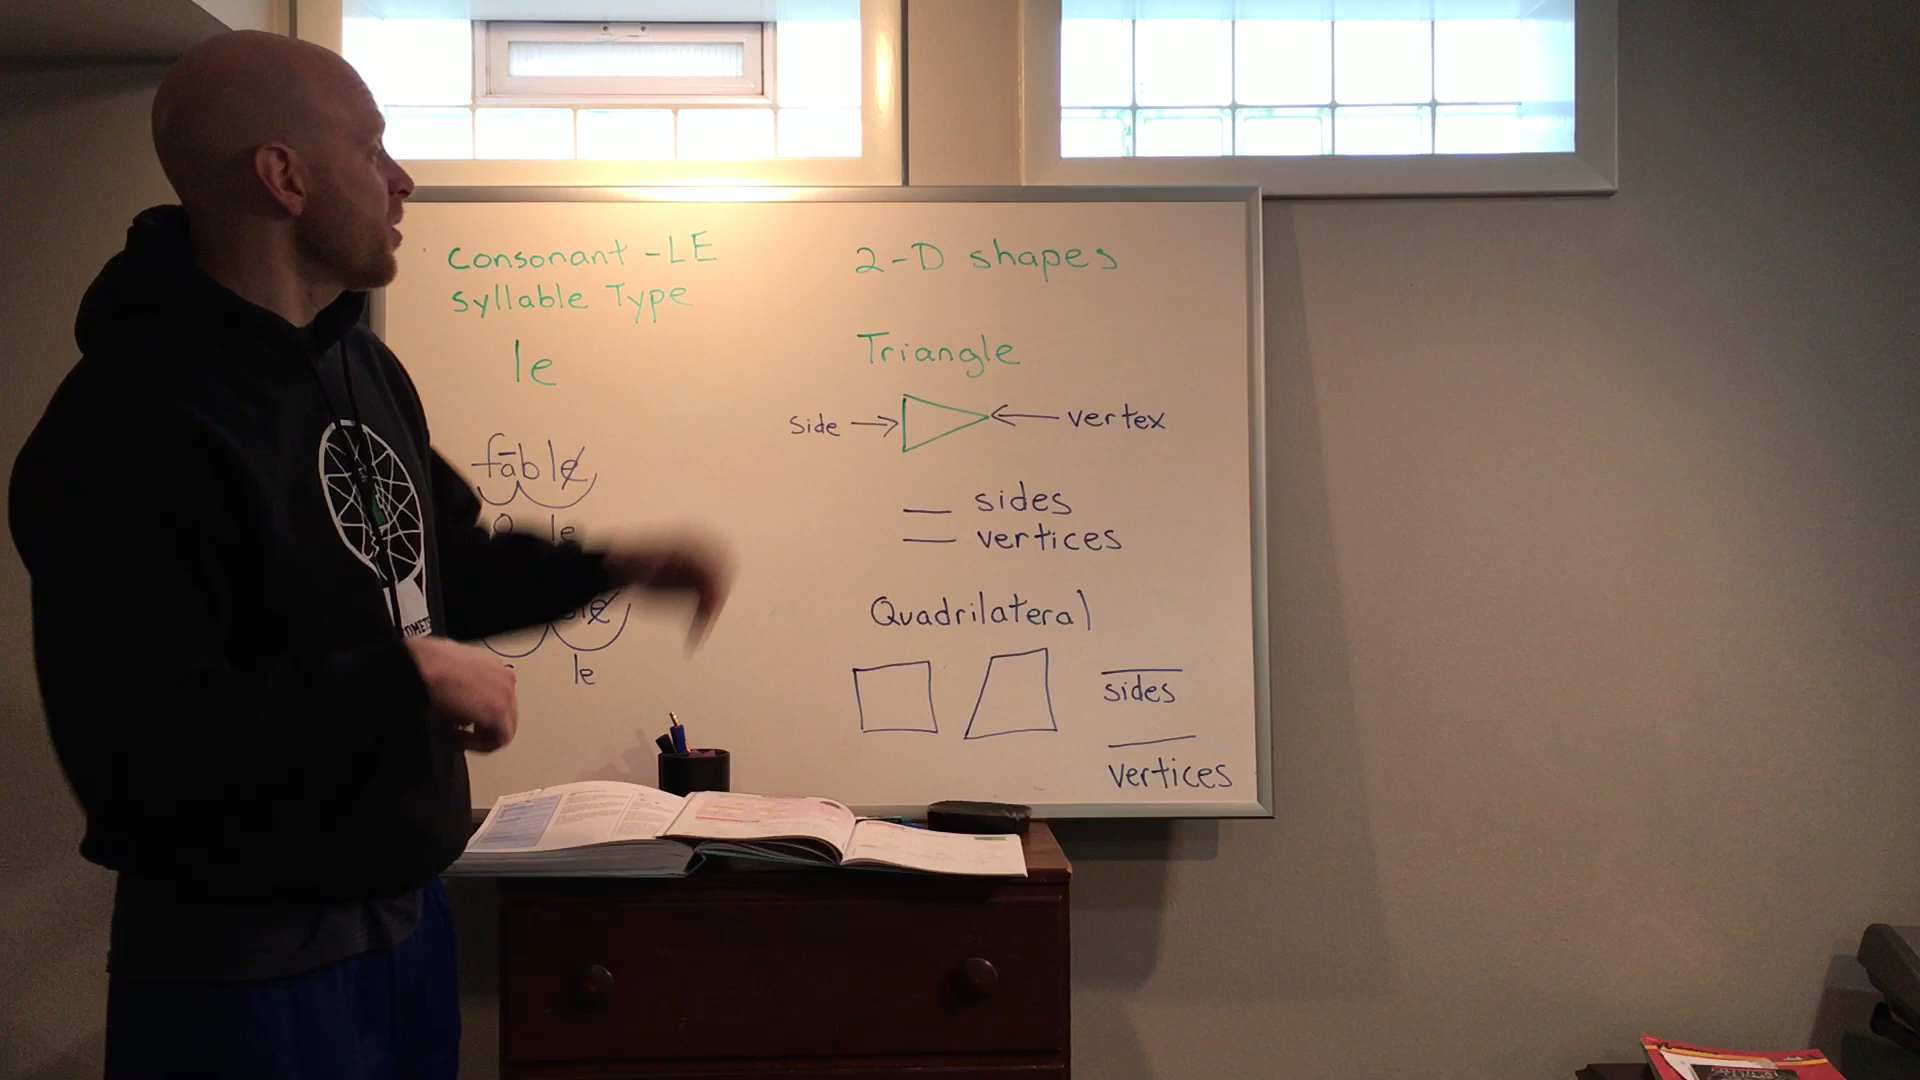 Consonant -LE
Syllable Type
le
fāble
le
le
2-D shapes
Triangle
Side
vertex
sides
vertices
Quadrilateral
sides
vertices